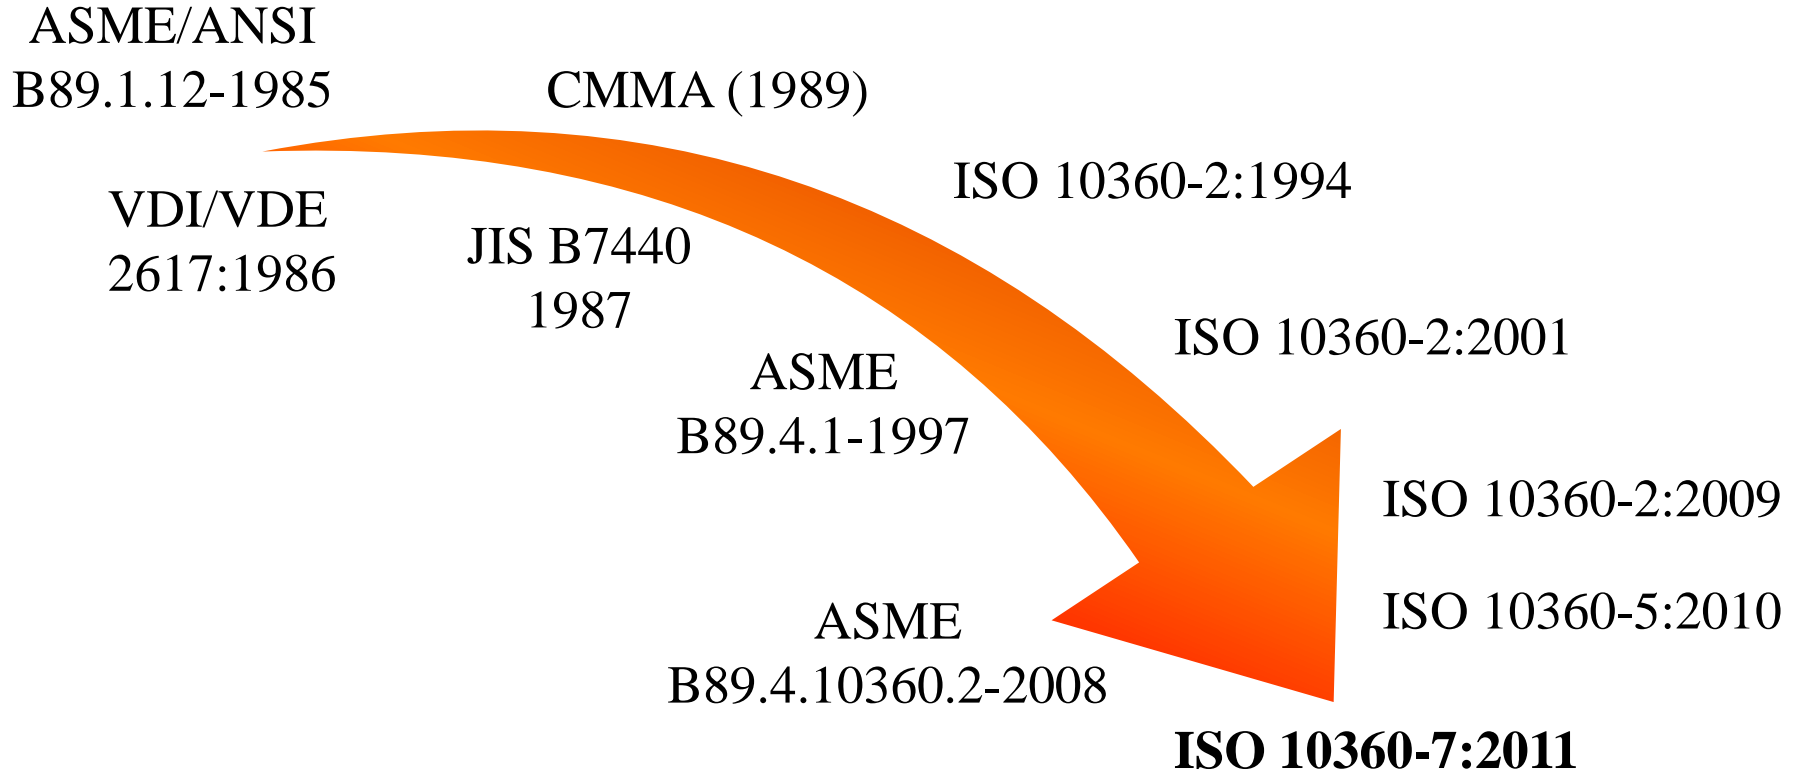 ASME/ANSI
B89.1.12-1985
CMMA (1989)
VDI/VDE
2617:1986
JIS B7440
1987
ISO 10360-2:1994
ISO 10360-2:2001
ASME
B89.4.1-1997
ISO 10360-2:2009
ISO 10360-5:2010
ASME
B89.4.10360.2-2008
ISO 10360-7:2011